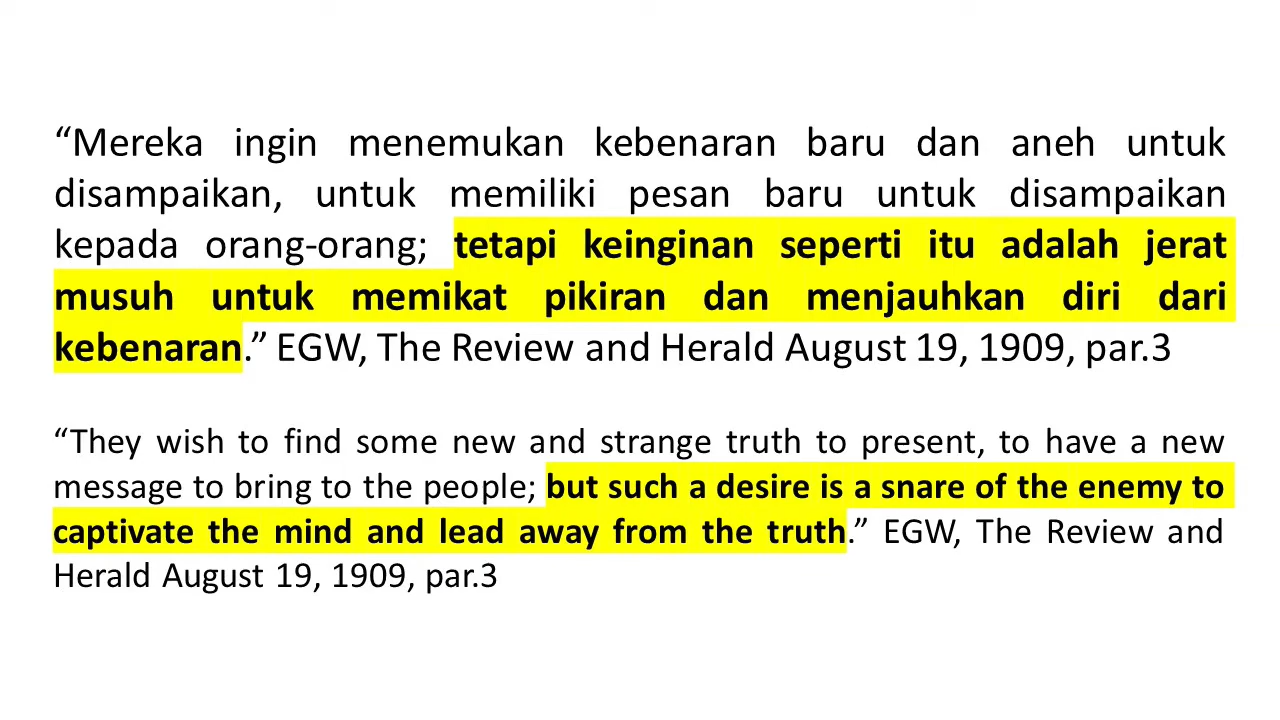 “Mereka ingin menemukan kebenaran baru dan aneh untuk
disampaikan, untuk memiliki pesan baru untuk disampaikan
kepada orang-orang; tetapi keinginan seperti itu adalah jerat
musuh untuk memikat pikiran dan menjauhkan diri dari
kebenaran.” EGW, The Review and Herald August 19, 1909, par.3
“They wish to find some new and strange truth to present, to have a new
message to bring to the people; but such a desire is a snare of the enemy to
captivate the mind and lead away from the truth.” EGW, The Review and
Herald August 19, 1909, par.3